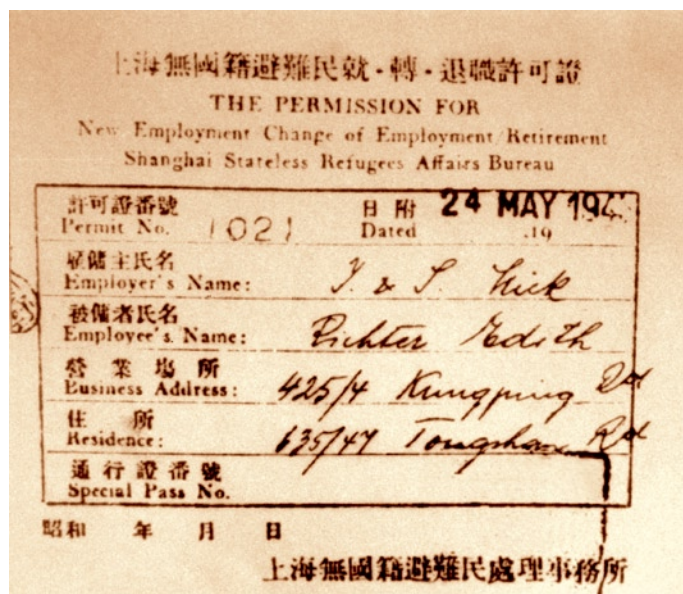 上海無國籍避難民就·轉·退職許可證
THE PERMISSION FOR
New Employment Change of Employment/Retirement
Shanghai Stateless Refugees Affairs Bureau
許可證番號 日附 24 MAY 194
Permit No. 1021 Dated .19
雇傭主氏名
Employer's Name: & Hick
被傭者氏名
Employee's Name: Richter Edith
營業場所
Business Address: 425/4 Kungping Rd
住所
Residence: 635/47 Tongshan Rd
通行證番號
Special Pass No.
昭和 年 月 日
上海無國籍避難民處理事務所